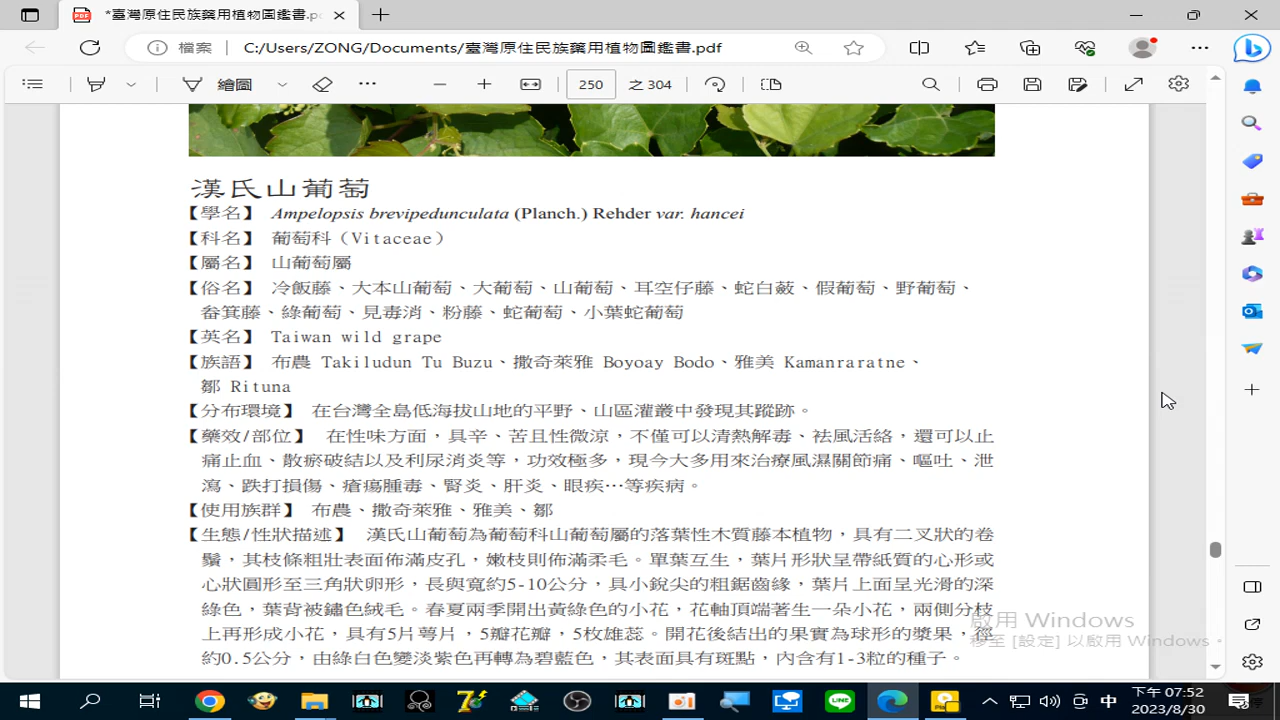 *臺灣原住民族藥用植物圖鑑書.pd
檔案 C:/Users/ZONG/Documents/臺灣原住民族藥用植物圖鑑書.pdf
繪圖 250 之 304
漢氏山葡萄
【學名】 Ampelopsis brevipedunculata (Planch.) Rehder var. hancei
【科名】 葡萄科（Vitaceae）
【屬名】 山葡萄屬
【俗名】 冷飯藤、大本山葡萄、大葡萄、山葡萄、耳空仔藤、蛇白蘞、假葡萄、野葡萄、
畚箕藤、綠葡萄、見毒消、粉藤、蛇葡萄、小葉蛇葡萄
【英名】 Taiwan wild grape
【族語】 布農 Takiludun Tu Buzu、撒奇萊雅 Boyoay Bodo、雅美 Kamanraratne、
鄒 Rituna
【分布環境】 在台灣全島低海拔山地的平野、山區灌叢中發現其蹤跡。
【藥效/部位】 在性味方面，具辛、苦且性微涼，不僅可以清熱解毒、袪風活絡，還可以止
痛止血、散瘀破結以及利尿消炎等，功效極多，現今大多用來治療風濕關節痛、嘔吐、泄
瀉、跌打損傷、瘡瘍腫毒、腎炎、肝炎、眼疾…等疾病。
【使用族群】 布農、撒奇萊雅、雅美、鄒
【生態/性狀描述】 漢氏山葡萄為葡萄科山葡萄屬的落葉性木質藤本植物，具有二叉狀的卷
鬚，其枝條粗壯表面佈滿皮孔，嫩枝則佈滿柔毛。單葉互生，葉片形狀呈帶紙質的心形或
心狀圓形至三角狀卵形，長與寬約5-10公分，具小銳尖的粗鋸齒緣，葉片上面呈光滑的深
綠色，葉背被鏽色絨毛。春夏兩季開出黃綠色的小花，花軸頂端著生一朵小花，兩側分枝
上再形成小花，具有5片萼片，5瓣花瓣，5枚雄蕊。開花後結出的果實為球形的漿果，徑
約0.5公分，由綠白色變淡紫色再轉為碧藍色，其表面具有斑點，內含有1-3粒的種子。
啟用 Windows
移至 [設定] 以啟用 Windows。
中 下午 07:52
2023/8/30